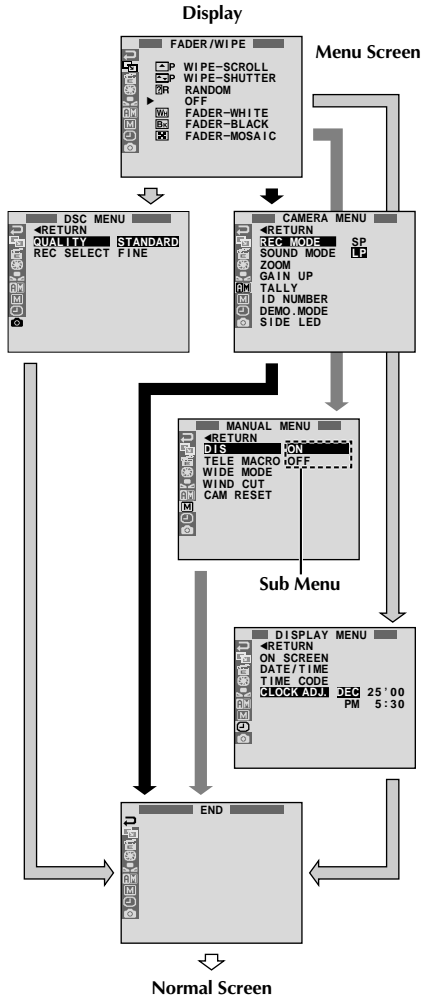 Display
Menu Screen
FADER/WIPE
P WIPE–SCROLL
P WIPE–SHUTTER
R RANDOM
OFF
WH FADER–WHITE
BK FADER–BLACK
FADER–MOSAIC
DSC MENU
RETURN
QUALITY STANDARD
REC SELECT FINE
CAMERA MENU
RETURN
REC MODE SP
SOUND MODE LP
ZOOM
GAIN UP
TALLY
ID NUMBER
DEMO.MODE
SIDE LED
MANUAL MENU
RETURN
DIS ON
TELE MACRO OFF
WIDE MODE
WIND CUT
CAM RESET
Sub Menu
DISPLAY MENU
RETURN
ON SCREEN
DATE/TIME
TIME CODE
CLOCK ADJ. DEC 25'00
PM 5:30
END
Normal Screen